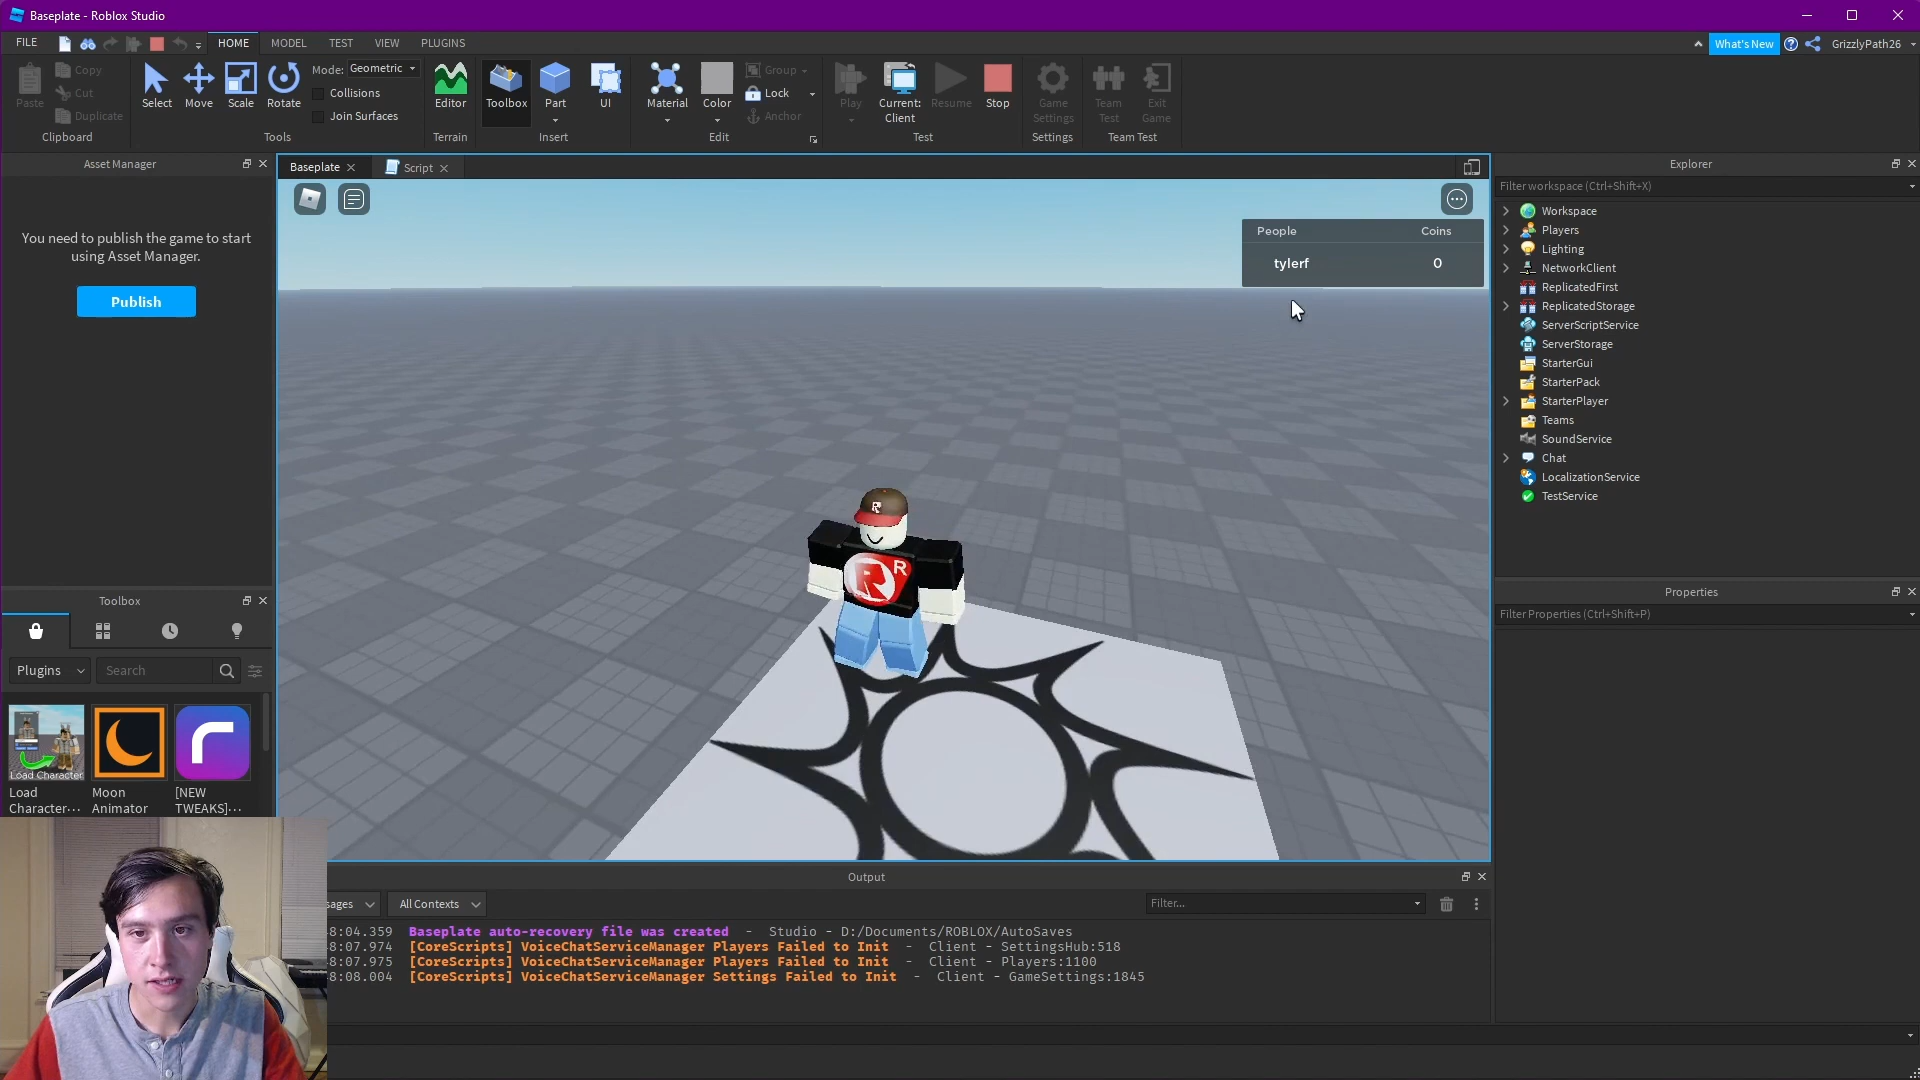 Baseplate - Roblox Studio
FILE
HOME
MODEL
TEST
VIEW
PLUGINS
What's New
GrizzlyPath26
Paste
Copy
Cut
Duplicate
Clipboard
Select
Move
Scale
Rotate
Mode: Geometric
Collisions
Join Surfaces
Tools
Editor
Terrain
Toolbox
Part
UI
Insert
Material
Color
Group
Lock
Anchor
Edit
Play
Current:
Client
Resume
Stop
Test
Game
Settings
Settings
Team
Test
Exit
Game
Team Test
Asset Manager
You need to publish the game to start
using Asset Manager.
Publish
Baseplate
Script
People Coins
tylerf 0
R
R
R
Explorer
Filter workspace (Ctrl+Shift+X)
Workspace
Players
Lighting
NetworkClient
ReplicatedFirst
ReplicatedStorage
ServerScriptService
ServerStorage
StarterGui
StarterPack
StarterPlayer
Teams
SoundService
Chat
LocalizationService
TestService
Properties
Filter Properties (Ctrl+Shift+P)
Toolbox
Plugins
Search
Load Character
Load
Character...
Moon
Animator
[NEW
TWEAKS]...
Output
sages
All Contexts
Filter...
8:04.359 Baseplate auto-recovery file was created - Studio - D:/Documents/ROBLOX/AutoSaves
8:07.974 [CoreScripts] VoiceChatServiceManager Players Failed to Init - Client - SettingsHub:518
8:07.975 [CoreScripts] VoiceChatServiceManager Players Failed to Init - Client - Players:1100
8:08.004 [CoreScripts] VoiceChatServiceManager Settings Failed to Init - Client - GameSettings:1845